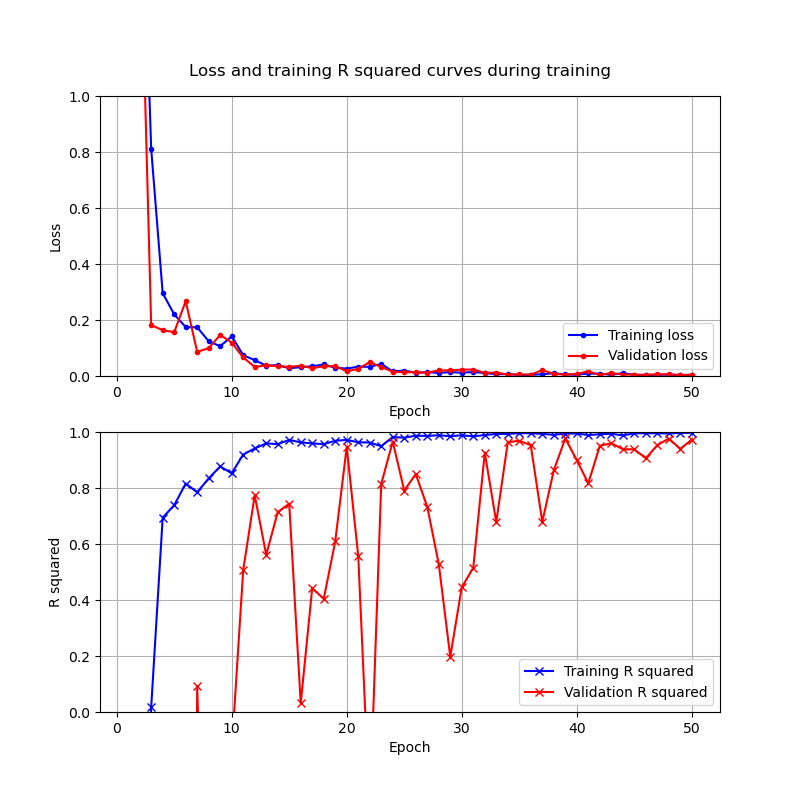 Loss and training R squared curves during training
1.0
0.8
0.6
0.4
0.2
0.0
Loss
Training loss
Validation loss
0 10 20 30 40 50
Epoch
1.0
0.8
0.6
0.4
0.2
0.0
R squared
Training R squared
Validation R squared
0 10 20 30 40 50
Epoch